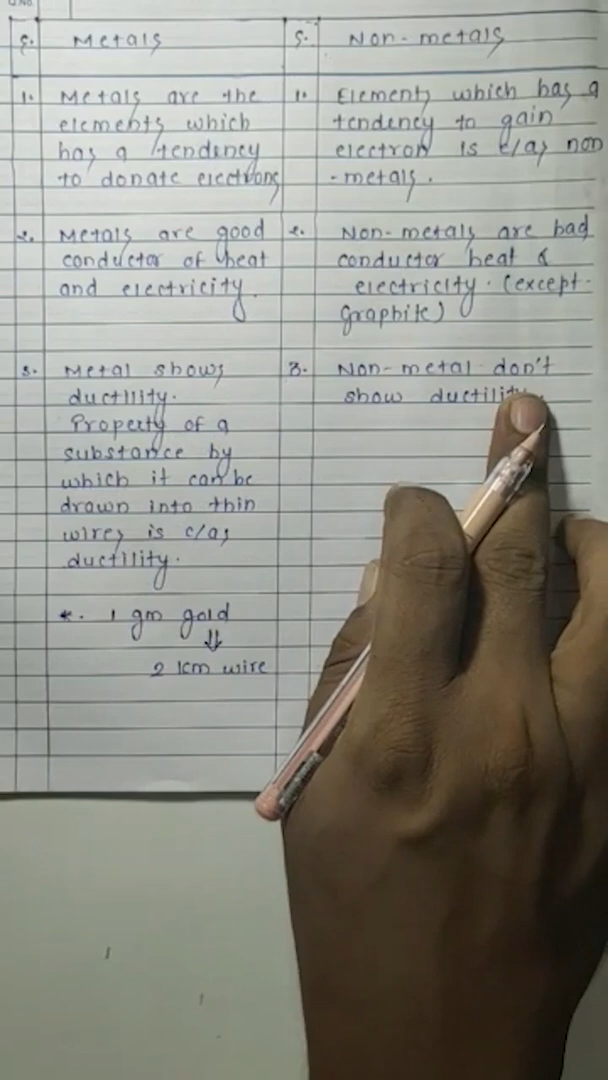 Q.No.
S. Metals
1. Metals are the
elements which
has a tendency
to donate electrons
2. Metals are good
conductor of heat
and electricity.
3. Metal shows
ductility.
Property of a
substance by
which it can be
drawn into thin
wires is c/as
ductility.
*. 1 gm gold
⇓
2 km wire
S. Non-metals
1. Elements which has a
tendency to gain
electron is c/as non
-metals.
2. Non-metals are bad
conductor heat &
electricity. (except
Graphite)
3. Non-metal don't
show ductility